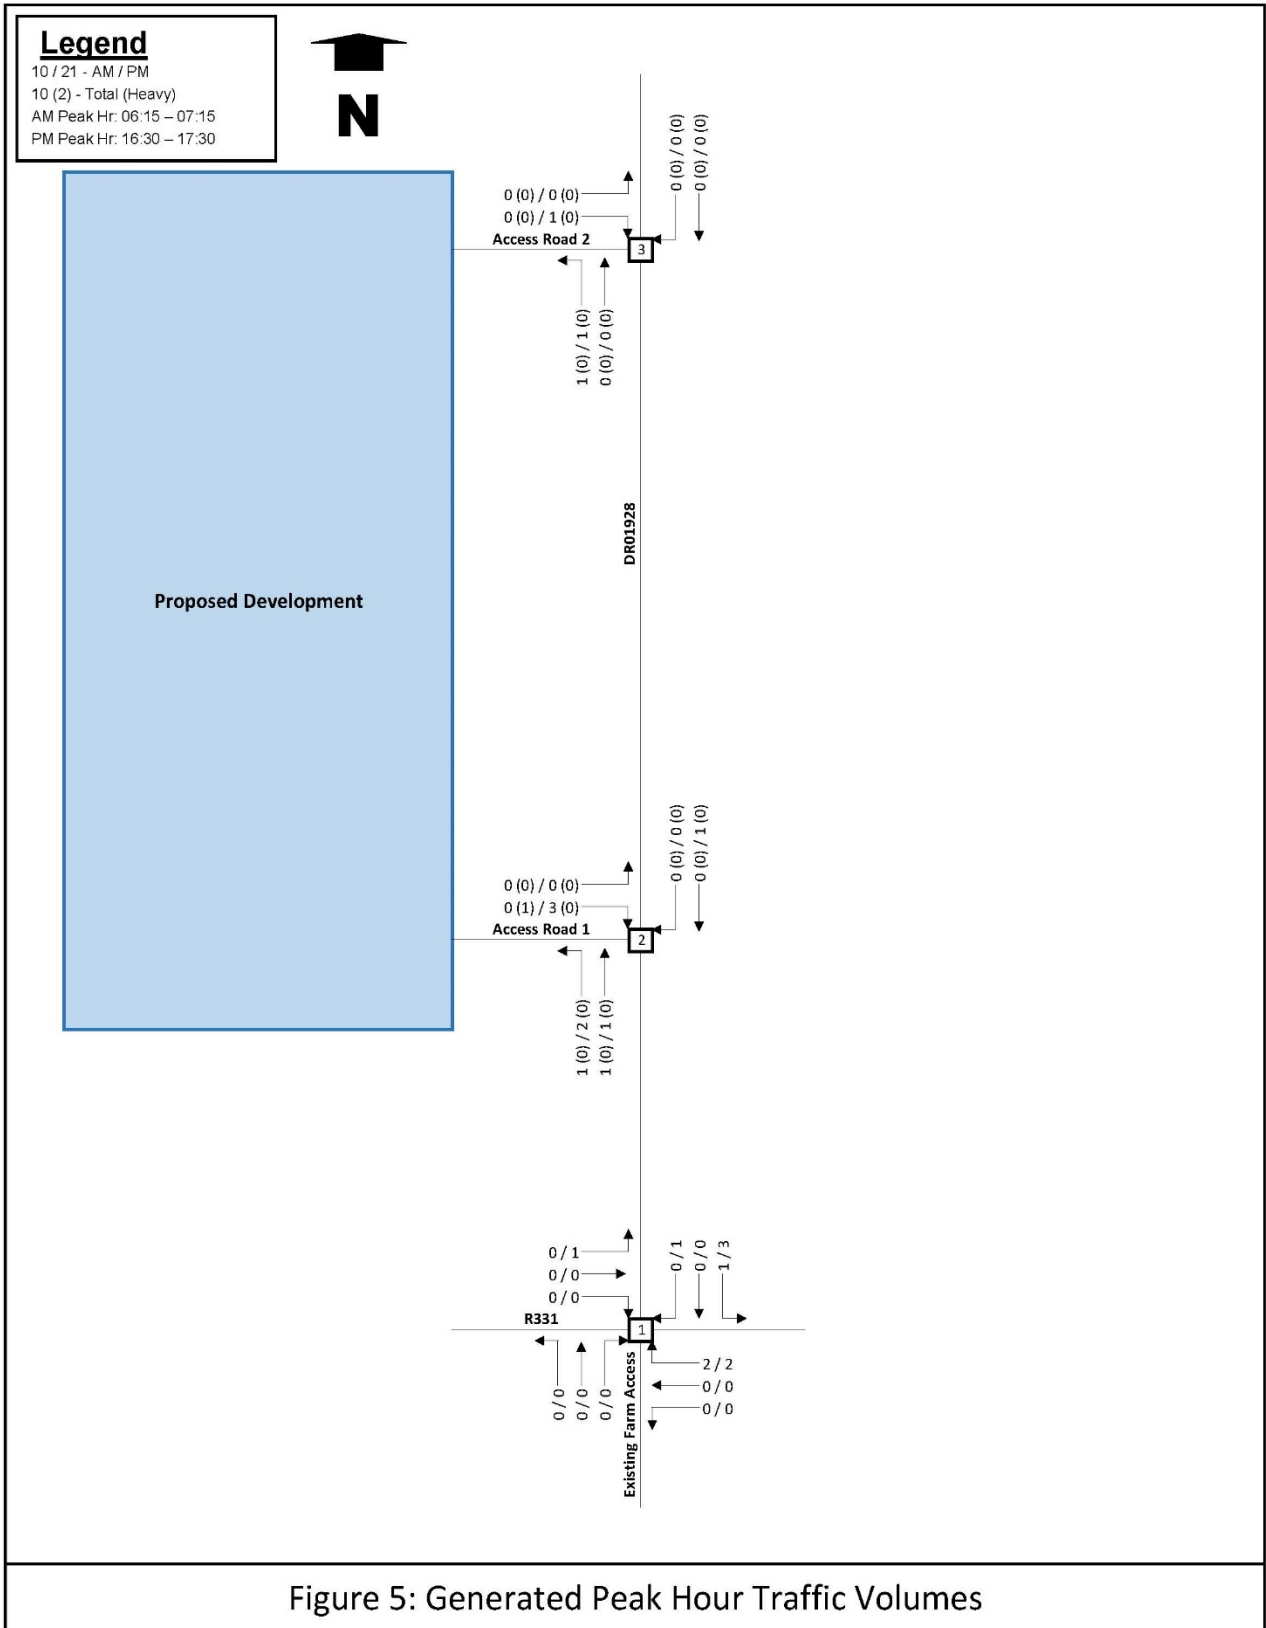 Legend
10 / 21 - AM / PM
10 (2) - Total (Heavy)
AM Peak Hr: 06:15 – 07:15
PM Peak Hr: 16:30 – 17:30
N
0 (0) / 0 (0)
0 (0) / 0 (0)
0 (0) / 0 (0)
0 (0) / 1 (0)
Access Road 2
3
1 (0) / 1 (0)
0 (0) / 0 (0)
DR01928
Proposed Development
0 (0) / 0 (0)
0 (0) / 1 (0)
0 (0) / 0 (0)
0 (1) / 3 (0)
Access Road 1
2
1 (0) / 2 (0)
1 (0) / 1 (0)
0 / 1
0 / 0
1 / 3
0 / 1
0 / 0
0 / 0
R331
1
2 / 2
0 / 0
0 / 0
0 / 0
0 / 0
0 / 0
Existing Farm Access
Figure 5: Generated Peak Hour Traffic Volumes